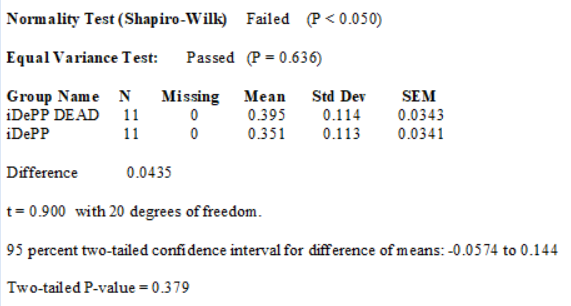 Normality Test (Shapiro-Wilk) Failed (P < 0.050)
Equal Variance Test: Passed (P = 0.636)
Group Name N Missing Mean Std Dev SEM
iDePP DEAD 11 0 0.395 0.114 0.0343
iDePP 11 0 0.351 0.113 0.0341
Difference 0.0435
t = 0.900 with 20 degrees of freedom.
95 percent two-tailed confidence interval for difference of means: -0.0574 to 0.144
Two-tailed P-value = 0.379